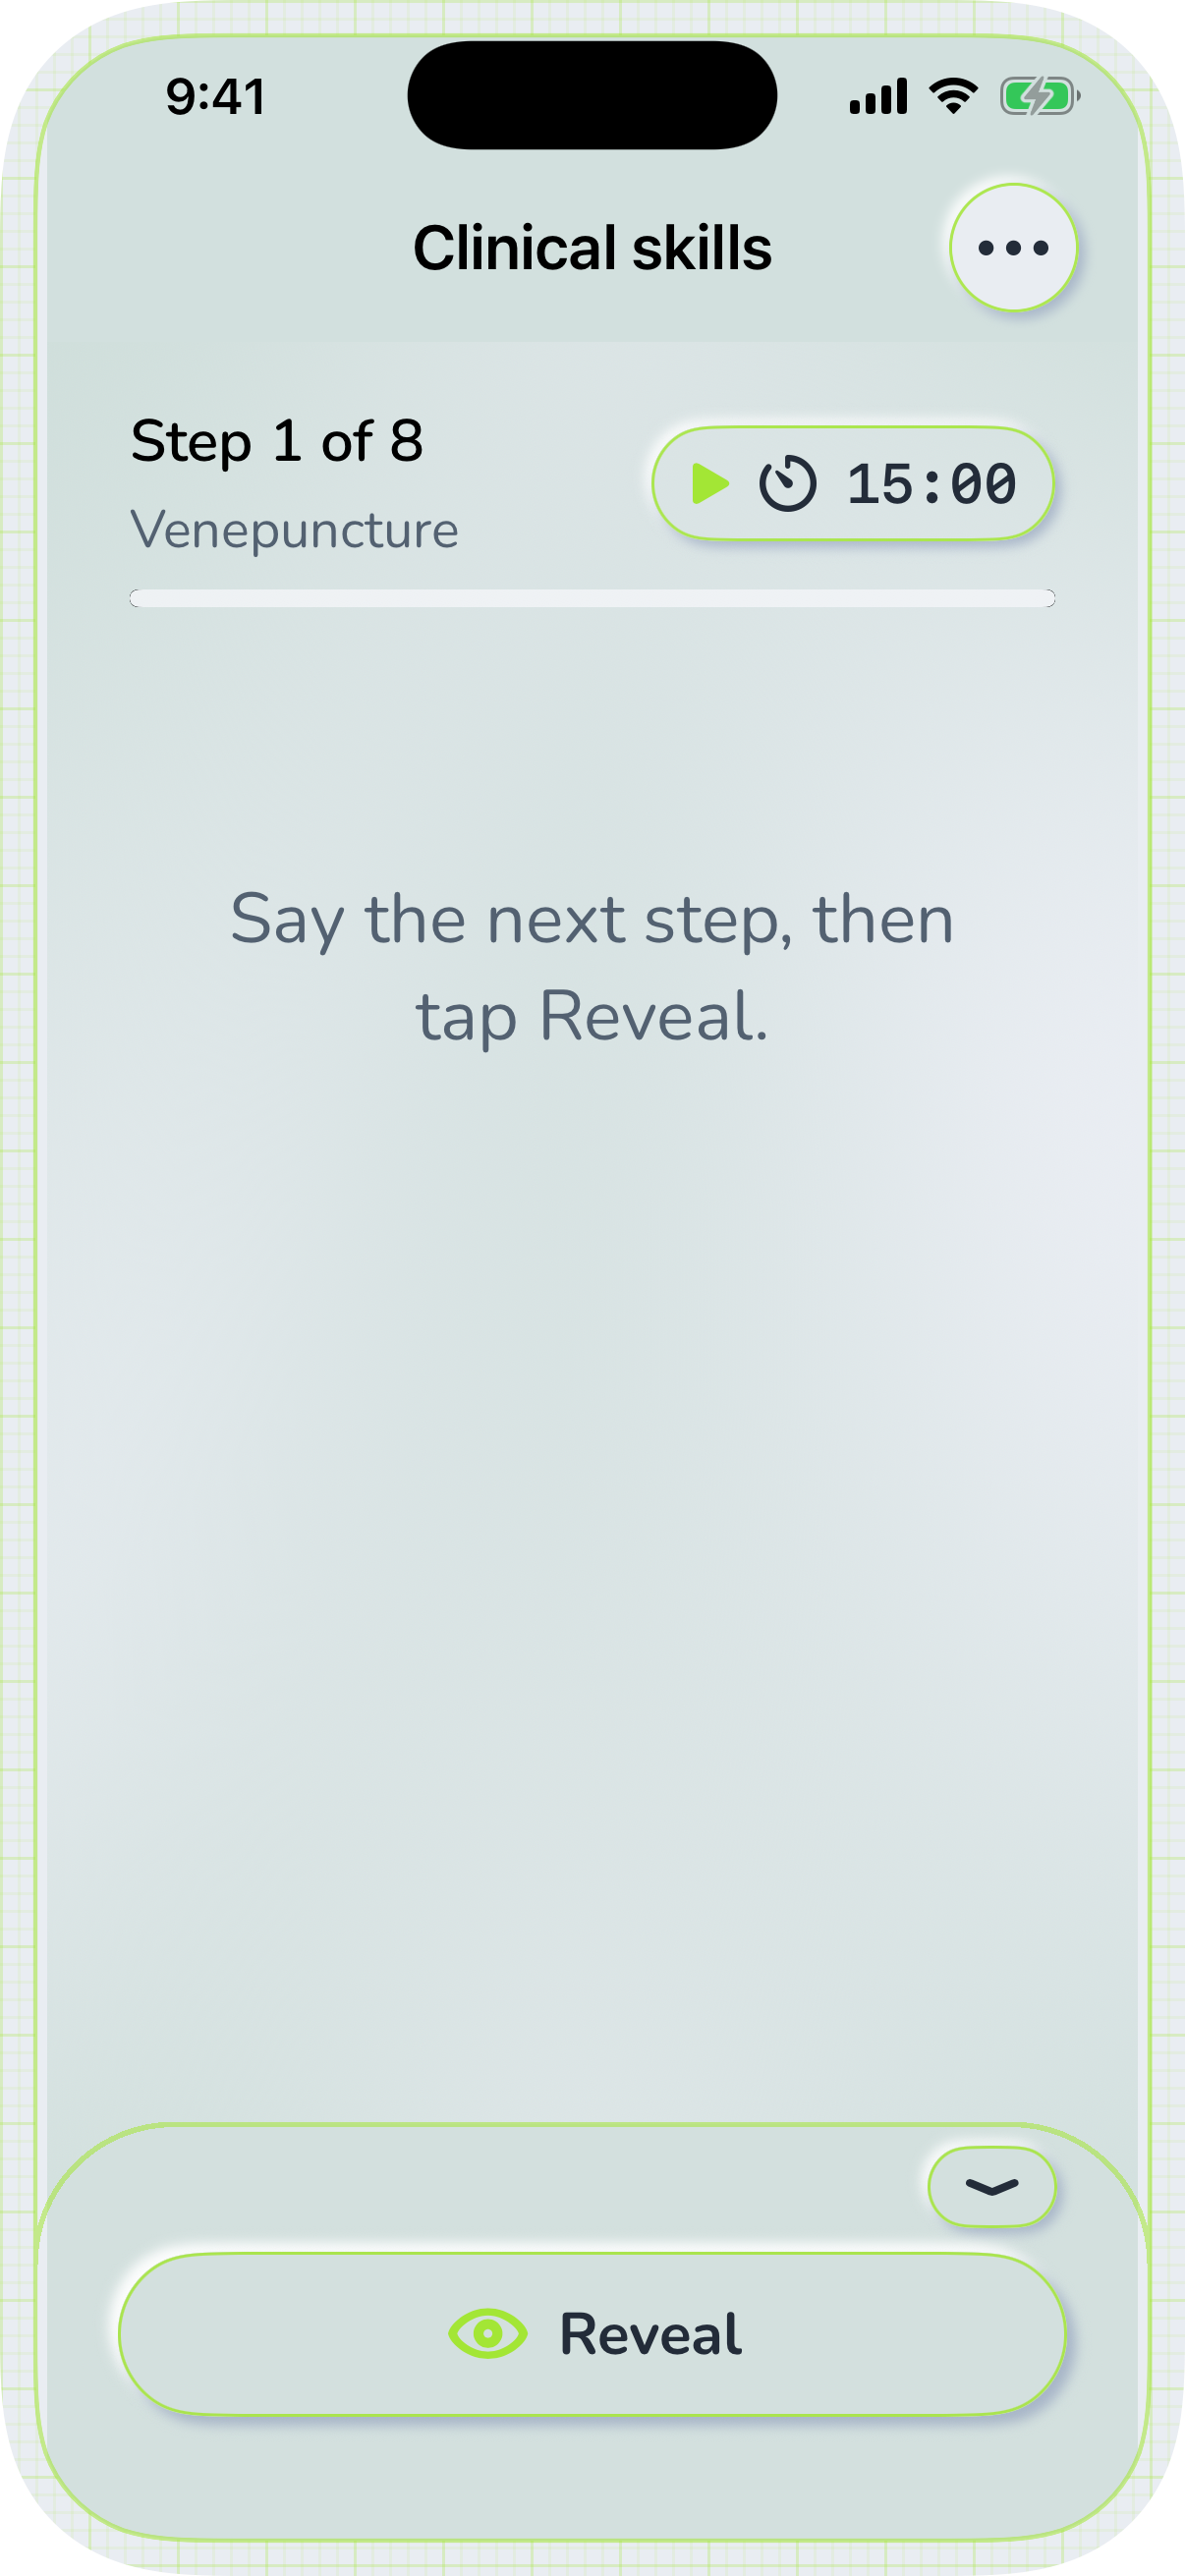 9:41
Clinical skills
Step 1 of 8
Venepuncture
15:00
Say the next step, then
tap Reveal.
Reveal